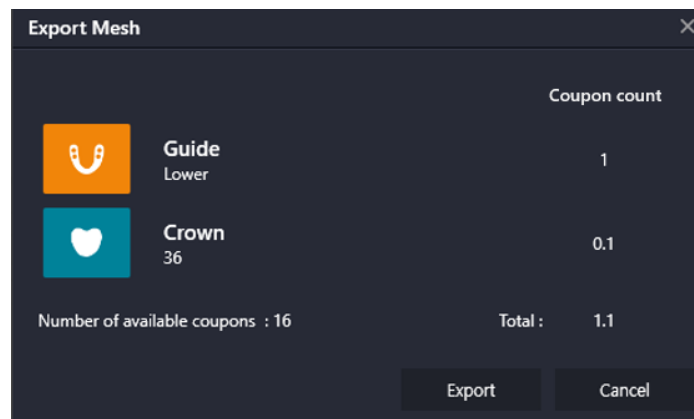 Export Mesh
Coupon count
Guide
Lower
1
Crown
36
0.1
Number of available coupons : 16
Total : 1.1
Export
Cancel